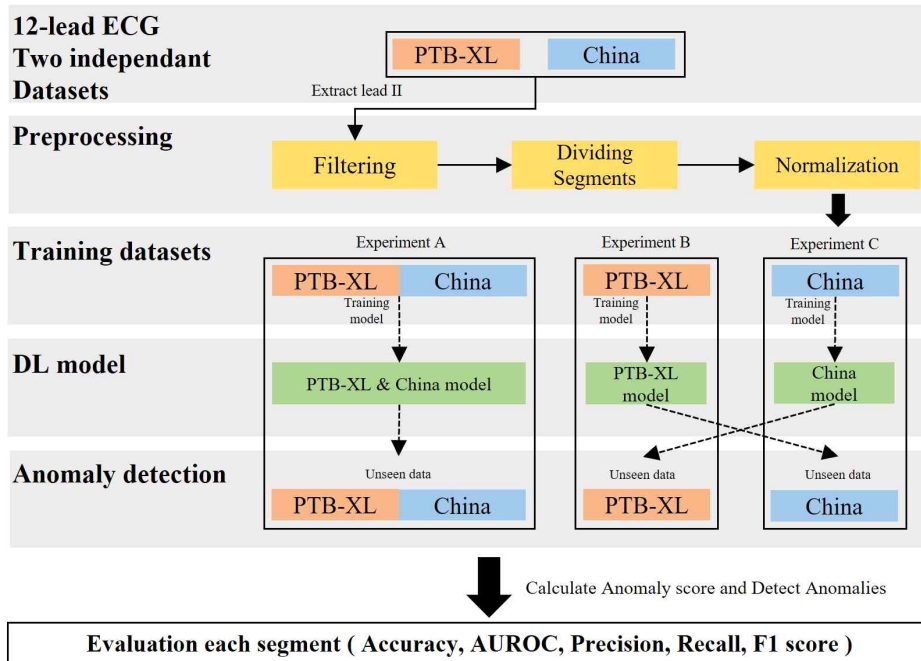 12-lead ECG
Two independant
Datasets
PTB-XL
China
Extract lead II
Preprocessing
Filtering
Dividing
Segments
Normalization
Training datasets
Experiment A
Experiment B
Experiment C
PTB-XL
China
PTB-XL
China
Training
model
Training
model
Training
model
DL model
PTB-XL & China model
PTB-XL
model
China
model
Anomaly detection
Unseen data
Unseen data
Unseen data
PTB-XL
China
PTB-XL
China
Calculate Anomaly score and Detect Anomalies
Evaluation each segment ( Accuracy, AUROC, Precision, Recall, F1 score )